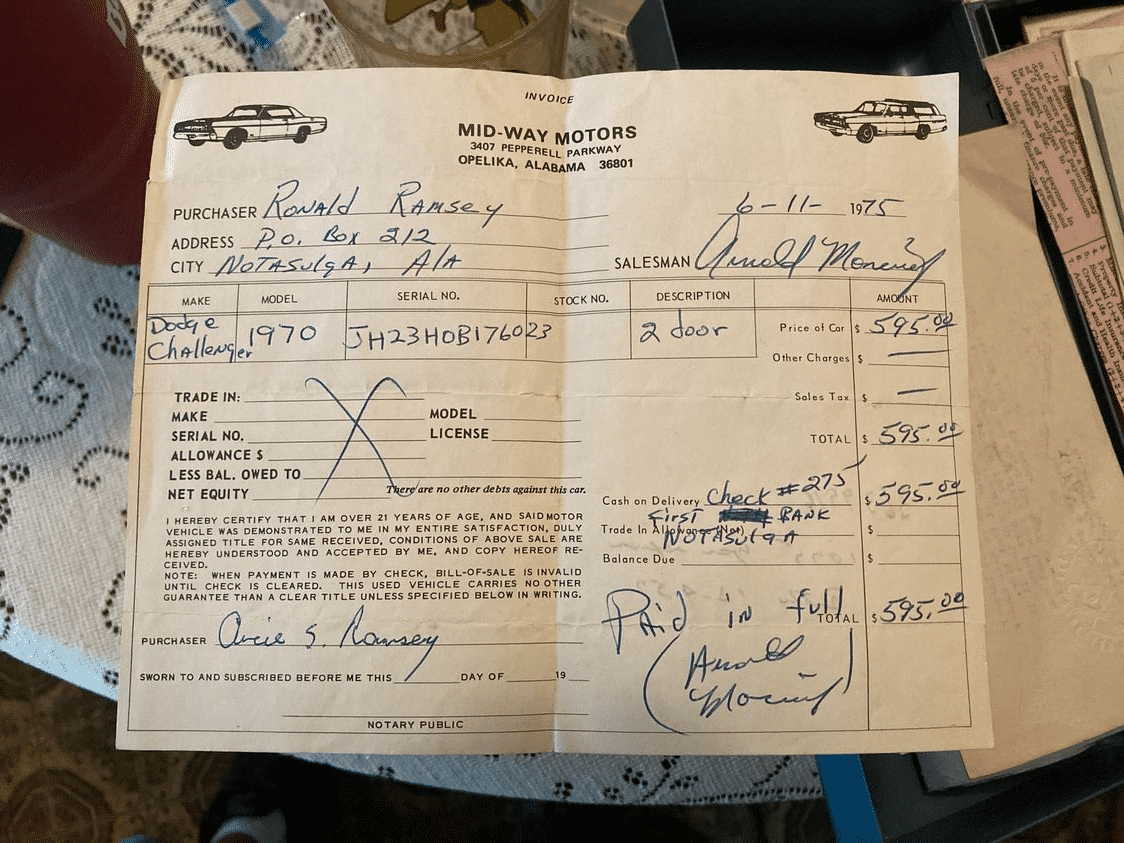 INVOICE
MID-WAY MOTORS
3407 PEPPERELL PARKWAY
OPELIKA, ALABAMA 36801
PURCHASER Ronald Ramsey 6-11- 1975
ADDRESS P.O. Box 212
CITY Notasulga, Ala SALESMAN Arnold
MAKE MODEL SERIAL NO. STOCK NO. DESCRIPTION AMOUNT
Dodge Challenger 1970 JH23H0B176023 2 door Price of Car $ 595.00
Other Charges $ —
TRADE IN: Sales Tax $ —
MAKE MODEL
SERIAL NO. LICENSE TOTAL $ 595.00
ALLOWANCE $
LESS BAL. OWED TO
NET EQUITY There are no other debts against this car.
Cash on Delivery Check #275 $ 595.00
First BANK
Trade In Allowance (Net) $
NOTASULGA
Balance Due $
I HEREBY CERTIFY THAT I AM OVER 21 YEARS OF AGE, AND SAID MOTOR
VEHICLE WAS DEMONSTRATED TO ME IN MY ENTIRE SATISFACTION, DULY
ASSIGNED TITLE FOR SAME RECEIVED, CONDITIONS OF ABOVE SALE ARE
HEREBY UNDERSTOOD AND ACCEPTED BY ME, AND COPY HEREOF RE-
CEIVED.
NOTE: WHEN PAYMENT IS MADE BY CHECK, BILL-OF-SALE IS INVALID
UNTIL CHECK IS CLEARED. THIS USED VEHICLE CARRIES NO OTHER
GUARANTEE THAN A CLEAR TITLE UNLESS SPECIFIED BELOW IN WRITING.
Paid in full TOTAL $ 595.00
PURCHASER S. Ramsey
Arnold
SWORN TO AND SUBSCRIBED BEFORE ME THIS DAY OF 19
NOTARY PUBLIC